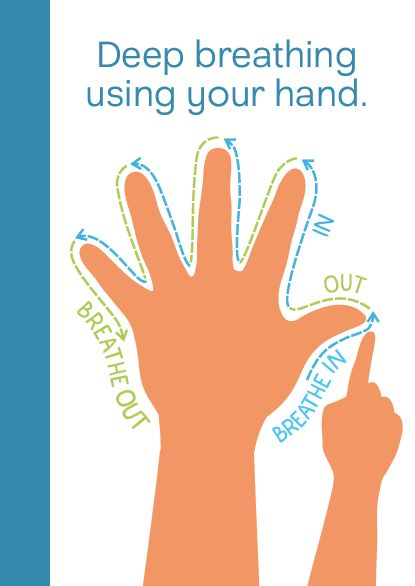 Deep breathing
using your hand.
IN
OUT
BREATHE OUT
BREATHE IN